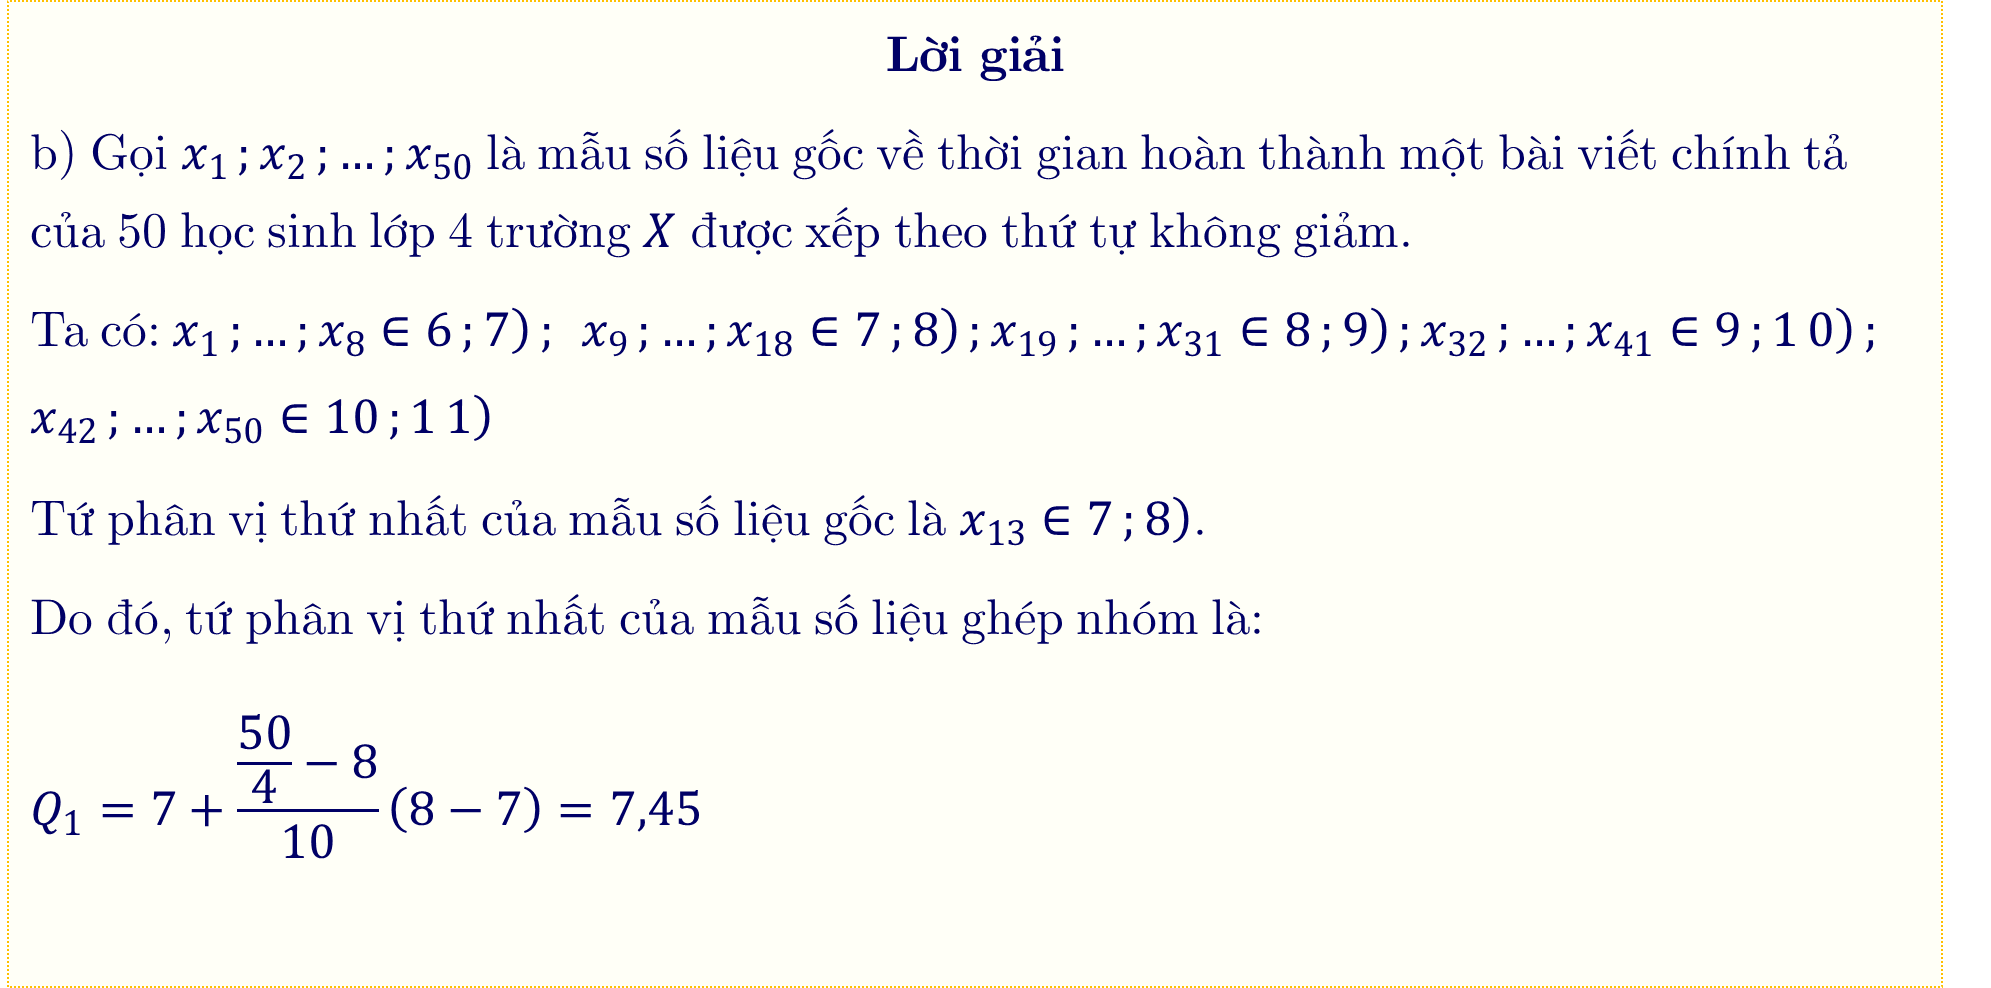 Lời giải
b) Gọi x₁ ; x₂ ; … ; x₅₀ là mẫu số liệu gốc về thời gian hoàn thành một bài viết chính tả
của 50 học sinh lớp 4 trường X được xếp theo thứ tự không giảm.
Ta có: x₁ ; … ; x₈ ∈ 6 ; 7) ; x₉ ; … ; x₁₈ ∈ 7 ; 8) ; x₁₉ ; … ; x₃₁ ∈ 8 ; 9) ; x₃₂ ; … ; x₄₁ ∈ 9 ; 1 0) ;
x₄₂ ; … ; x₅₀ ∈ 10 ; 1 1)
Tứ phân vị thứ nhất của mẫu số liệu gốc là x₁₃ ∈ 7 ; 8).
Do đó, tứ phân vị thứ nhất của mẫu số liệu ghép nhóm là:
Q₁ = 7 + \frac{\frac{50}{4} − 8}{10} (8 − 7) = 7,45